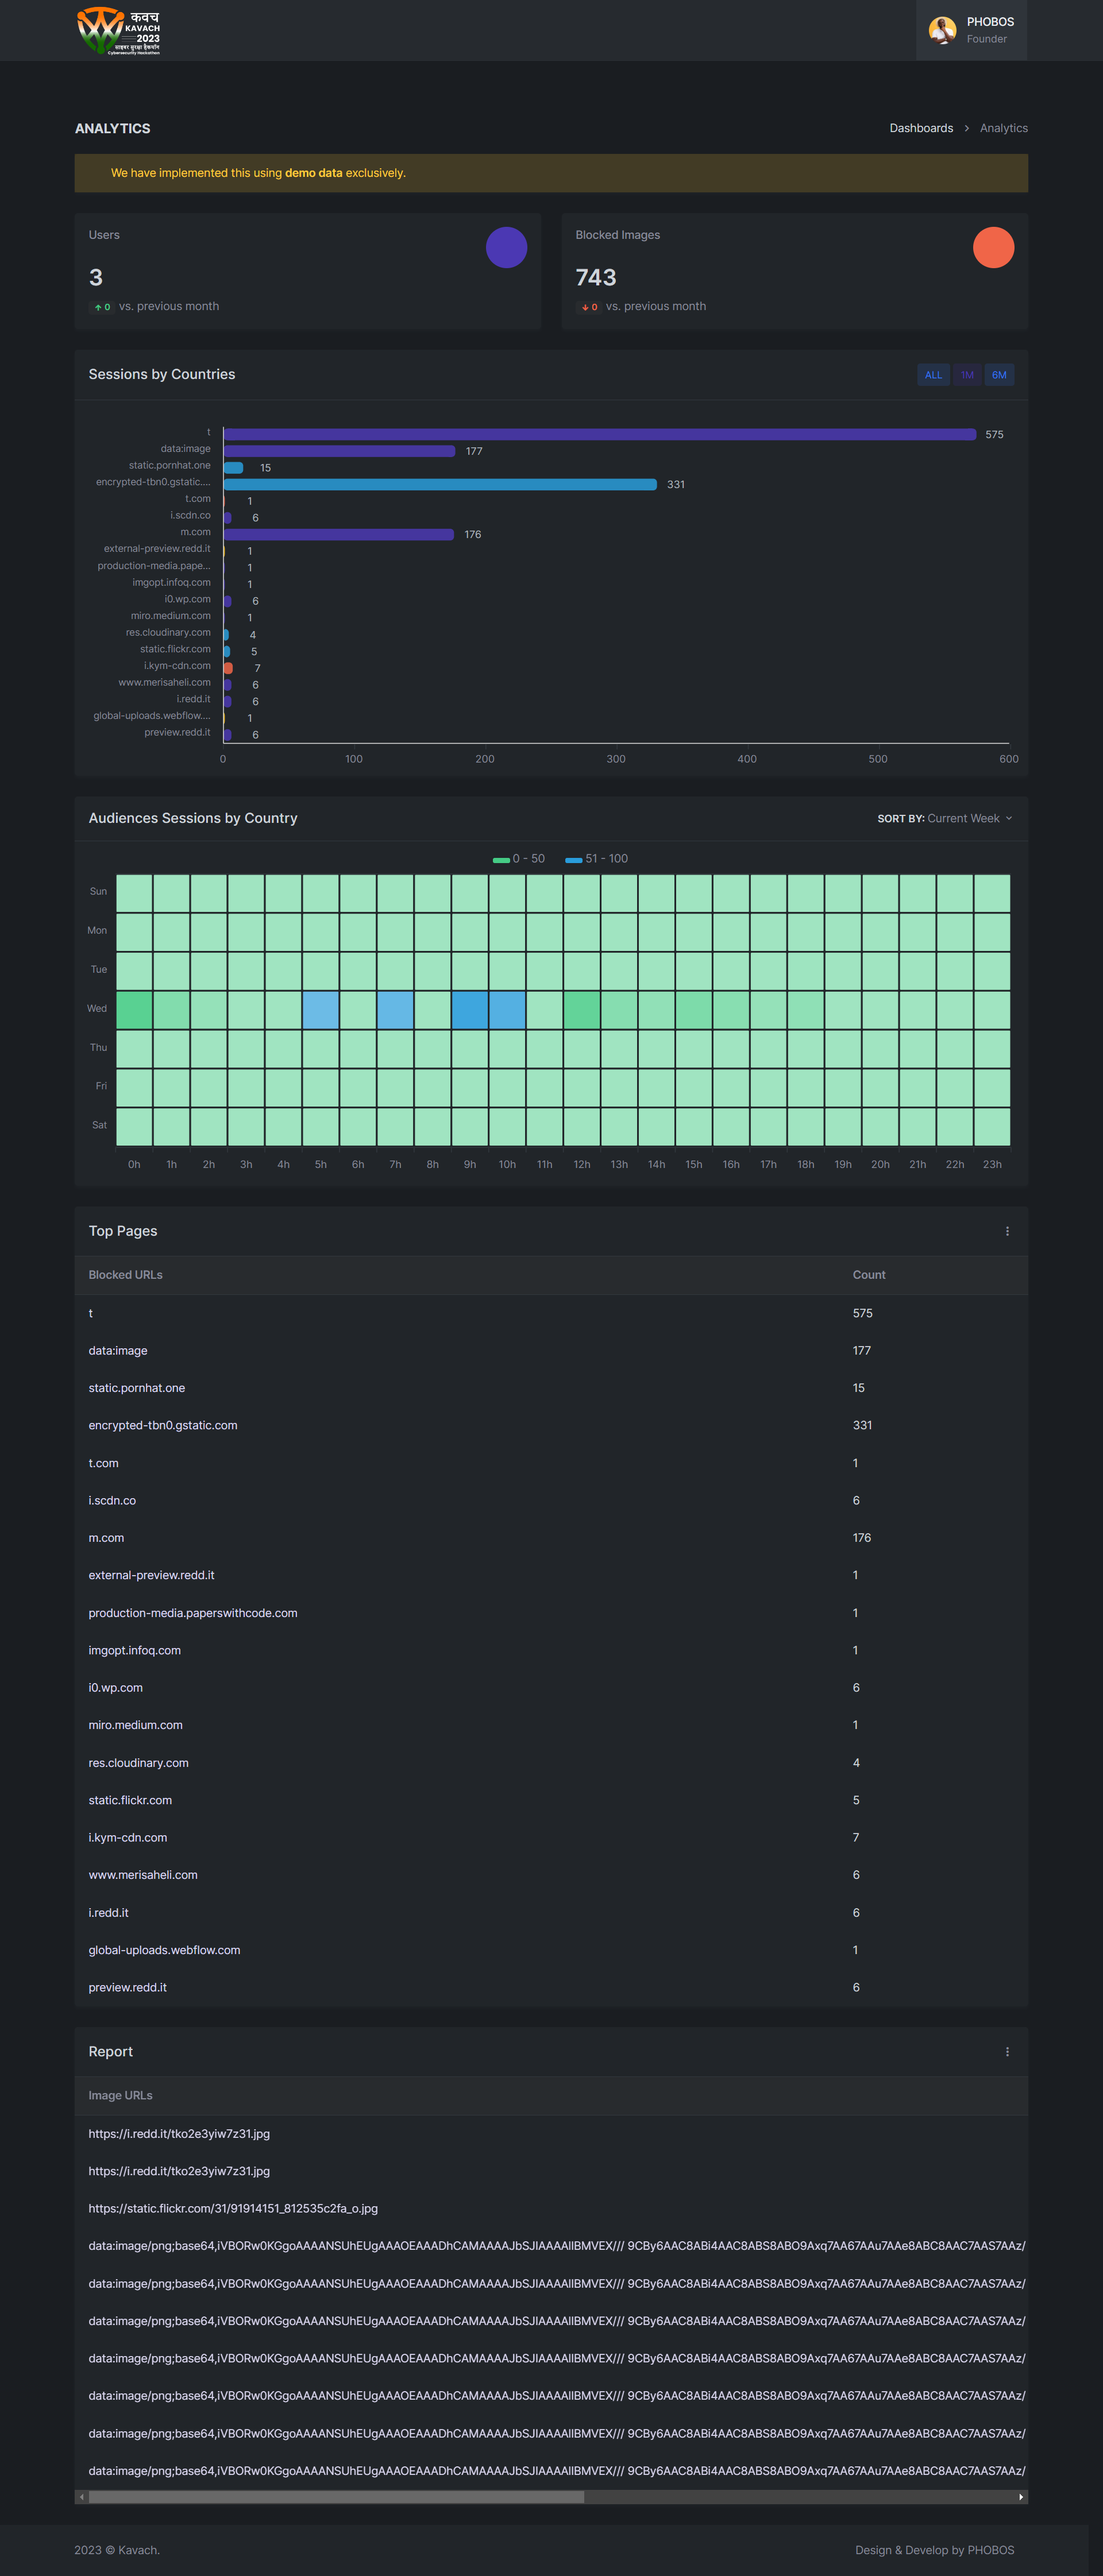 कवच
KAVACH
2023
साइबर सुरक्षा हैकथॉन
Cybersecurity Hackathon
PHOBOS
Founder
ANALYTICS
Dashboards > Analytics
We have implemented this using demo data exclusively.
Users
3
↑ 0 vs. previous month
Blocked Images
743
↓ 0 vs. previous month
Sessions by Countries
ALL 1M 6M
t 575
data:image 177
static.pornhat.one 15
encrypted-tbn0.gstatic.... 331
t.com 1
i.scdn.co 6
m.com 176
external-preview.redd.it 1
production-media.pape... 1
imgopt.infoq.com 1
i0.wp.com 6
miro.medium.com 1
res.cloudinary.com 4
static.flickr.com 5
i.kym-cdn.com 7
www.merisaheli.com 6
i.redd.it 6
global-uploads.webflow.... 1
preview.redd.it 6
0 100 200 300 400 500 600
Audiences Sessions by Country
SORT BY: Current Week
0 - 50 51 - 100
Sun
Mon
Tue
Wed
Thu
Fri
Sat
0h 1h 2h 3h 4h 5h 6h 7h 8h 9h 10h 11h 12h 13h 14h 15h 16h 17h 18h 19h 20h 21h 22h 23h
Top Pages
Blocked URLs Count
t 575
data:image 177
static.pornhat.one 15
encrypted-tbn0.gstatic.com 331
t.com 1
i.scdn.co 6
m.com 176
external-preview.redd.it 1
production-media.paperswithcode.com 1
imgopt.infoq.com 1
i0.wp.com 6
miro.medium.com 1
res.cloudinary.com 4
static.flickr.com 5
i.kym-cdn.com 7
www.merisaheli.com 6
i.redd.it 6
global-uploads.webflow.com 1
preview.redd.it 6
Report
Image URLs
https://i.redd.it/tko2e3yiw7z31.jpg
https://i.redd.it/tko2e3yiw7z31.jpg
https://static.flickr.com/31/91914151_812535c2fa_o.jpg
data:image/png;base64,iVBORw0KGgoAAAANSUhEUgAAAOEAAADhCAMAAAAJbSJIAAAAllBMVEX/// 9CBy6AAC8ABi4AAC8ABS8ABO9Axq7AA67AAu7AAe8ABC8AAC7AAS7AAz/
data:image/png;base64,iVBORw0KGgoAAAANSUhEUgAAAOEAAADhCAMAAAAJbSJIAAAAllBMVEX/// 9CBy6AAC8ABi4AAC8ABS8ABO9Axq7AA67AAu7AAe8ABC8AAC7AAS7AAz/
data:image/png;base64,iVBORw0KGgoAAAANSUhEUgAAAOEAAADhCAMAAAAJbSJIAAAAllBMVEX/// 9CBy6AAC8ABi4AAC8ABS8ABO9Axq7AA67AAu7AAe8ABC8AAC7AAS7AAz/
data:image/png;base64,iVBORw0KGgoAAAANSUhEUgAAAOEAAADhCAMAAAAJbSJIAAAAllBMVEX/// 9CBy6AAC8ABi4AAC8ABS8ABO9Axq7AA67AAu7AAe8ABC8AAC7AAS7AAz/
data:image/png;base64,iVBORw0KGgoAAAANSUhEUgAAAOEAAADhCAMAAAAJbSJIAAAAllBMVEX/// 9CBy6AAC8ABi4AAC8ABS8ABO9Axq7AA67AAu7AAe8ABC8AAC7AAS7AAz/
data:image/png;base64,iVBORw0KGgoAAAANSUhEUgAAAOEAAADhCAMAAAAJbSJIAAAAllBMVEX/// 9CBy6AAC8ABi4AAC8ABS8ABO9Axq7AA67AAu7AAe8ABC8AAC7AAS7AAz/
data:image/png;base64,iVBORw0KGgoAAAANSUhEUgAAAOEAAADhCAMAAAAJbSJIAAAAllBMVEX/// 9CBy6AAC8ABi4AAC8ABS8ABO9Axq7AA67AAu7AAe8ABC8AAC7AAS7AAz/
2023 © Kavach.
Design & Develop by PHOBOS